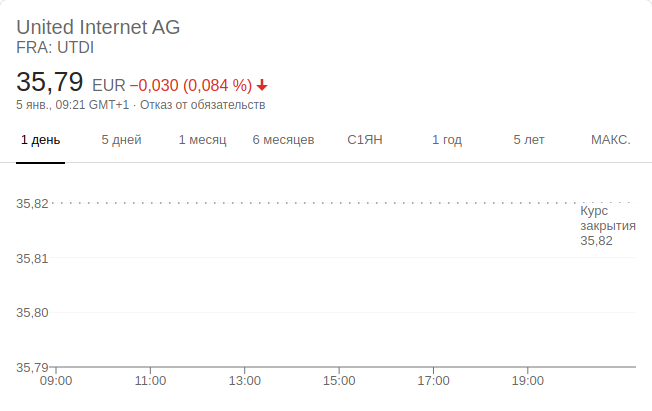 United Internet AG
FRA: UTDI
35,79 EUR −0,030 (0,084 %)
5 янв., 09:21 GMT+1 · Отказ от обязательств
1 день 5 дней 1 месяц 6 месяцев С1ЯН 1 год 5 лет МАКС.
35,82
Курс
закрытия
35,82
35,81
35,80
35,79
09:00 11:00 13:00 15:00 17:00 19:00